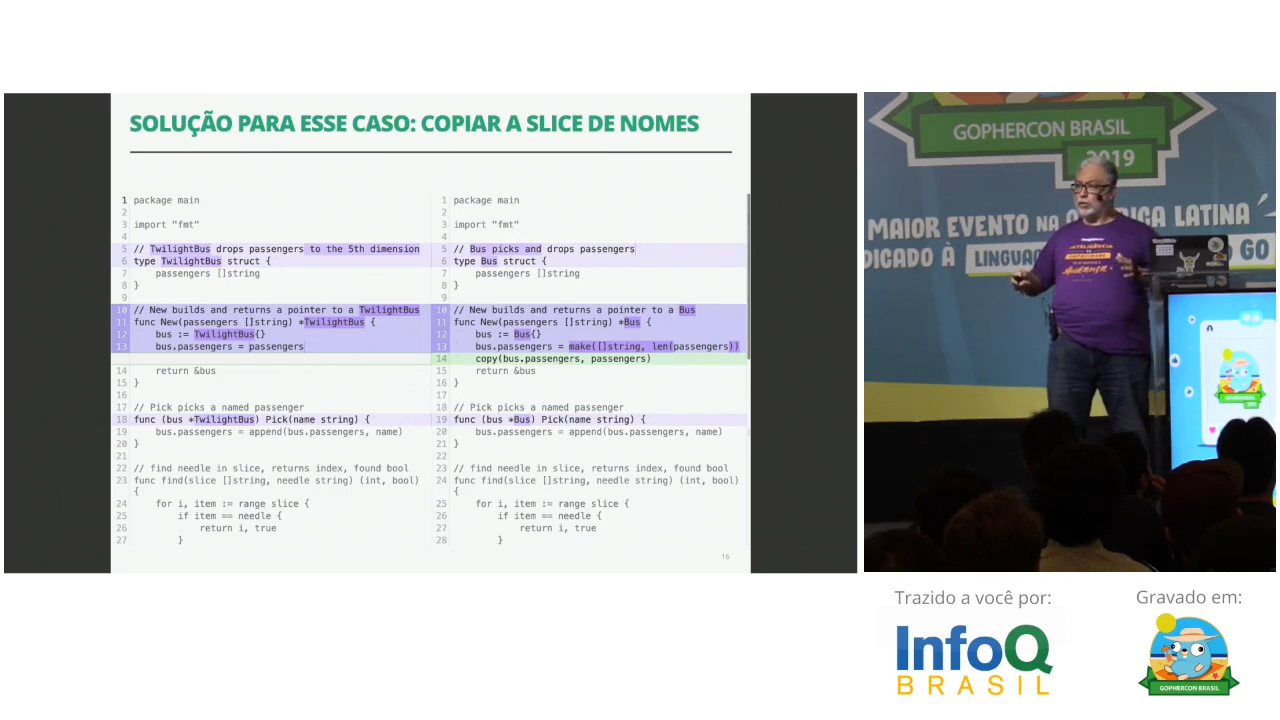 SOLUÇÃO PARA ESSE CASO: COPIAR A SLICE DE NOMES
1 package main
2
3 import "fmt"
4
5 // TwilightBus drops passengers to the 5th dimension
6 type TwilightBus struct {
7 passengers []string
8 }
9
10 // New builds and returns a pointer to a TwilightBus
11 func New(passengers []string) *TwilightBus {
12 bus := TwilightBus{}
13 bus.passengers = passengers
14 return &bus
15 }
16
17 // Pick picks a named passenger
18 func (bus *TwilightBus) Pick(name string) {
19 bus.passengers = append(bus.passengers, name)
20 }
21
22 // find needle in slice, returns index, found bool
23 func find(slice []string, needle string) (int, bool)
{
24 for i, item := range slice {
25 if item == needle {
26 return i, true
27 }
1 package main
2
3 import "fmt"
4
5 // Bus picks and drops passengers
6 type Bus struct {
7 passengers []string
8 }
9
10 // New builds and returns a pointer to a Bus
11 func New(passengers []string) *Bus {
12 bus := Bus{}
13 bus.passengers = make([]string, len(passengers))
14 copy(bus.passengers, passengers)
15 return &bus
16 }
17
18 // Pick picks a named passenger
19 func (bus *Bus) Pick(name string) {
20 bus.passengers = append(bus.passengers, name)
21 }
22
23 // find needle in slice, returns index, found bool
24 func find(slice []string, needle string) (int, bool)
{
25 for i, item := range slice {
26 if item == needle {
27 return i, true
28 }
16
GOPHERCON BRASIL
2019
MAIOR EVENTO NA AMÉRICA LATINA
DICADO À LINGUAG GO
INTELIGÊNCIA
mudança
Trazido a você por:
InfoQ
BRASIL
Gravado em:
GOPHERCON BRASIL